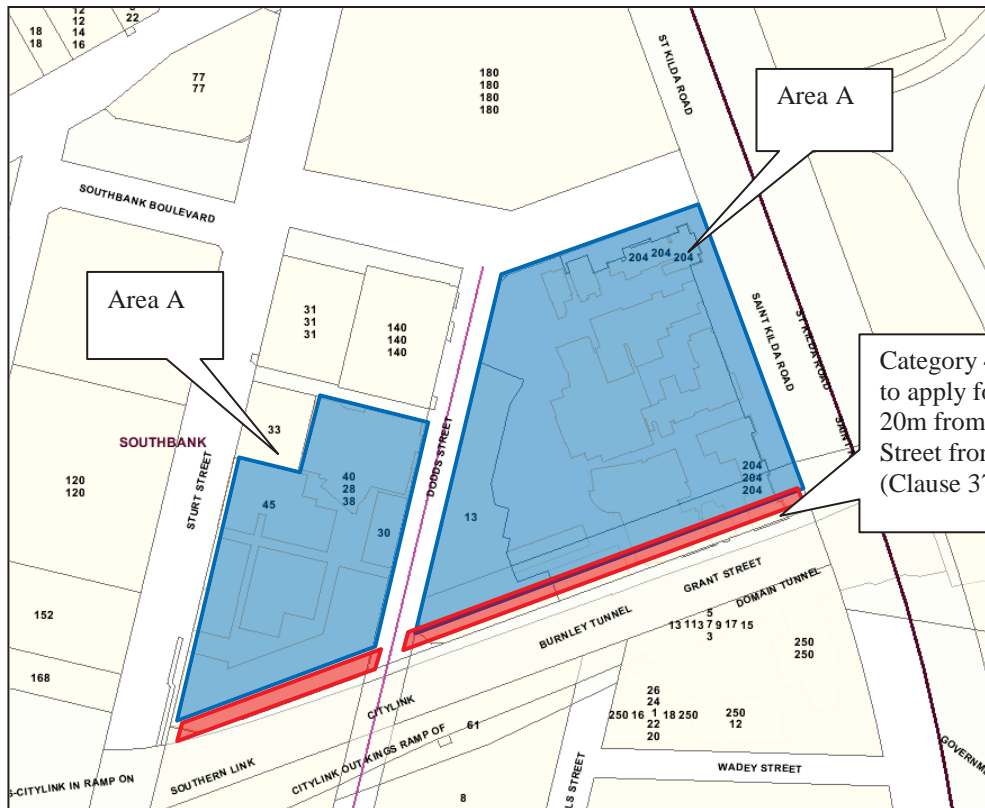 12
12
14
16
22
18
18
77
77
180
180
180
180
ST KILDA ROAD
Area A
SOUTHBANK BOULEVARD
204 204 204
Area A
31
31
31
140
140
140
SAINT KILDA ROAD
ST KILDA ROAD
Category
to apply fo
20m from
Street fron
(Clause 37
33
SOUTHBANK
DODDS STREET
STURT STREET
120
120
40
28
38
45
30
13
204
204
204
GRANT STREET
DOMAIN TUNNEL
BURNLEY TUNNEL
152
168
5
13 11 3 7 9 17 15
3
250
250
CITYLINK
26
24
250 16 1 18 250
22
20
250
12
61
SOUTHERN LINK
CITYLINK OUT KINGS RAMP OF
S-CITYLINK IN RAMP ON
LS STREET
WADEY STREET
GOVERNM
8